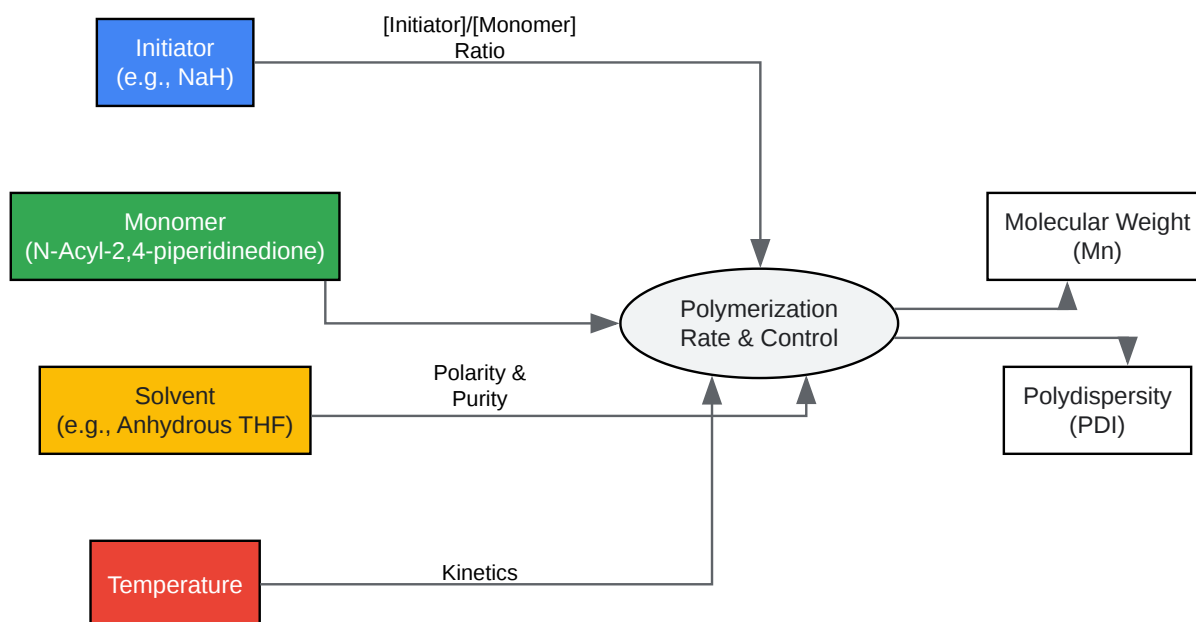 [Initiator]/[Monomer]
Ratio
Initiator
(e.g., NaH)
Monomer
(N-Acyl-2,4-piperidinedione)
Molecular Weight
(Mn)
Polymerization
Rate & Control
Polarity &
Purity
Solvent
(e.g., Anhydrous THF)
Polydispersity
(PDI)
Kinetics
Temperature